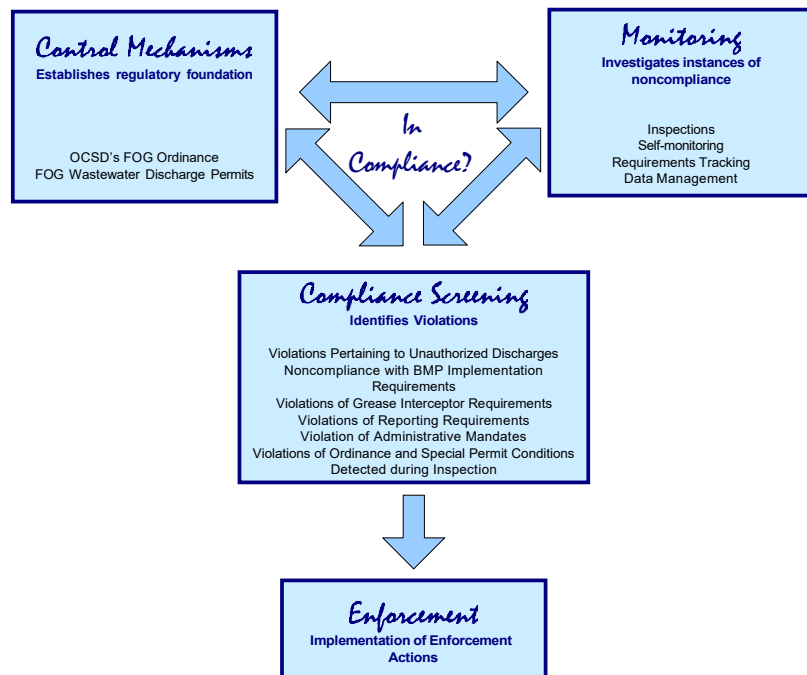 Control Mechanisms
Establishes regulatory foundation
OCSD's FOG Ordinance
FOG Wastewater Discharge Permits
Monitoring
Investigates instances of
noncompliance
Inspections
Self-monitoring
Requirements Tracking
Data Management
In
Compliance?
Compliance Screening
Identifies Violations
Violations Pertaining to Unauthorized Discharges
Noncompliance with BMP Implementation
Requirements
Violations of Grease Interceptor Requirements
Violations of Reporting Requirements
Violation of Administrative Mandates
Violations of Ordinance and Special Permit Conditions
Detected during Inspection
Enforcement
Implementation of Enforcement
Actions